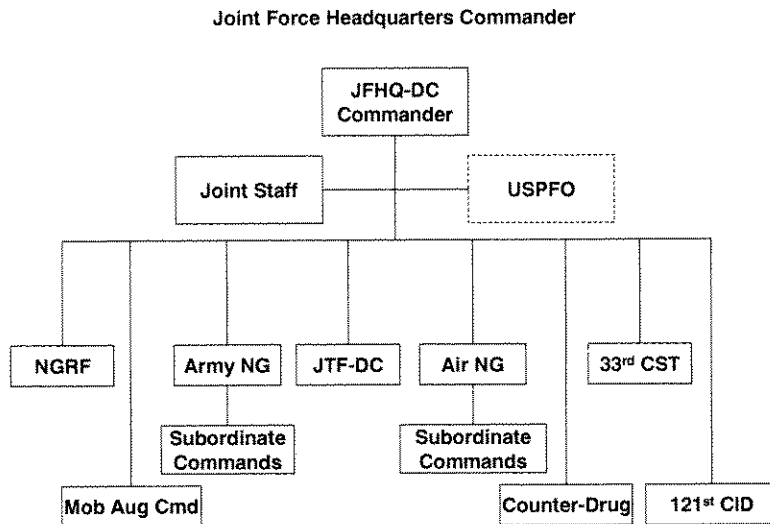 Joint Force Headquarters Commander
JFHQ-DC
Commander
Joint Staff
USPFO
NGRF
Army NG
JTF-DC
Air NG
33rd CST
Subordinate
Commands
Subordinate
Commands
Mob Aug Cmd
Counter-Drug
121st CID